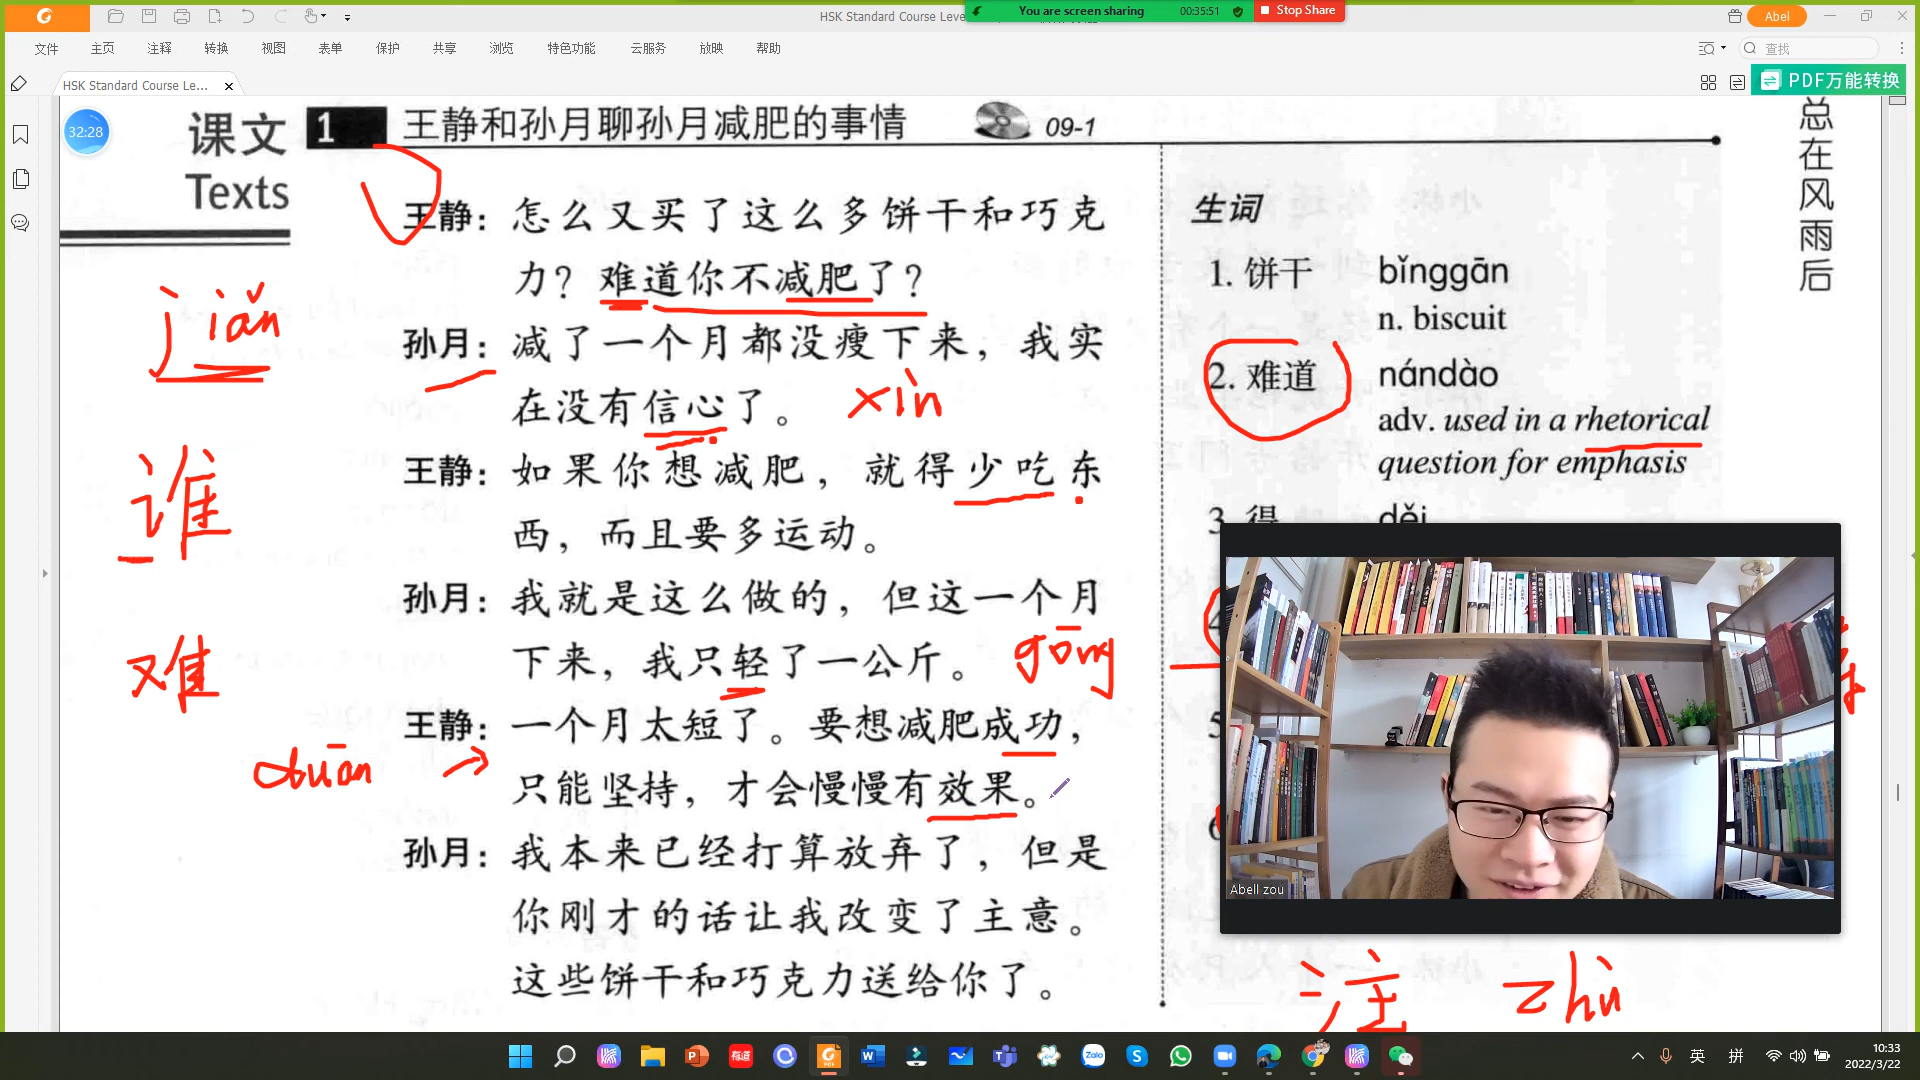 HSK Standard Course Leve
You are screen sharing
00:35:51
Stop Share
Abel
文件 主页 注释 转换 视图 表单 保护 共享 浏览 特色功能 云服务 放映 帮助
查找
HSK Standard Course Le...
PDF万能转换
32:28
课文 1 王静和孙月聊孙月减肥的事情 09-1
Texts
王静：怎么又买了这么多饼干和巧克
力？难道你不减肥了？
孙月：减了一个月都没瘦下来，我实
在没有信心了。
王静：如果你想减肥，就得少吃东
西，而且要多运动。
孙月：我就是这么做的，但这一个月
下来，我只轻了一公斤。
王静：一个月太短了。要想减肥成功，
只能坚持，才会慢慢有效果。
孙月：我本来已经打算放弃了，但是
你刚才的话让我改变了主意。
这些饼干和巧克力送给你了。
jiǎn
谁
难
xìn
gōng
生词
1. 饼干 bǐnggān
n. biscuit
2. 难道 nándào
adv. used in a rhetorical
question for emphasis
3. 得 děi
4
5
6
总在风雨后
Abell zou
注 zhù
英 拼
10:33
2022/3/22